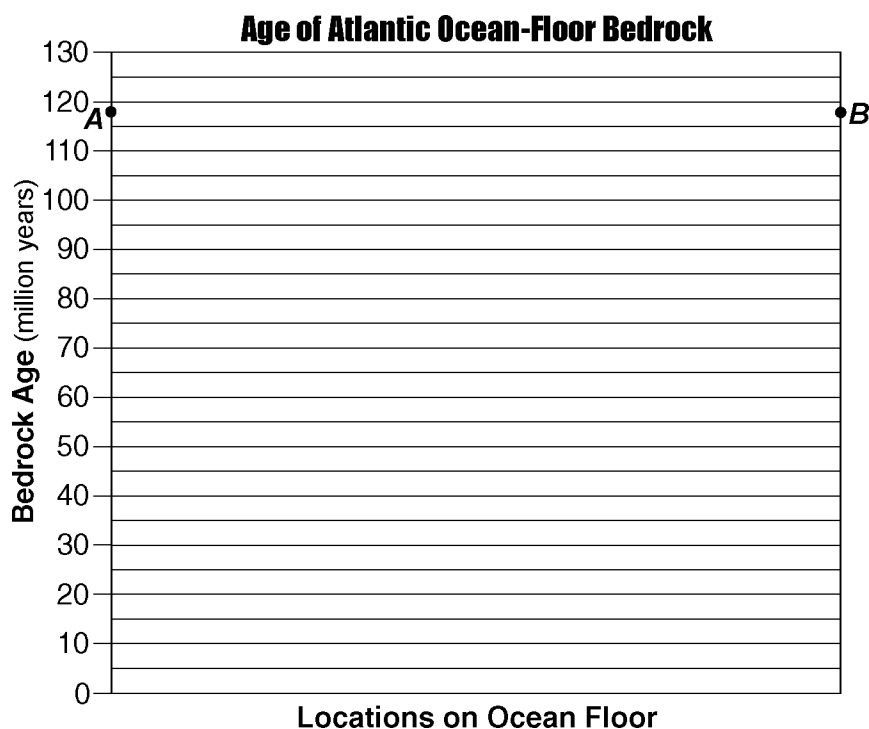 Age of Atlantic Ocean-Floor Bedrock
130
120
A
B
110
100
90
80
70
60
50
40
30
20
10
0
Bedrock Age (million years)
Locations on Ocean Floor